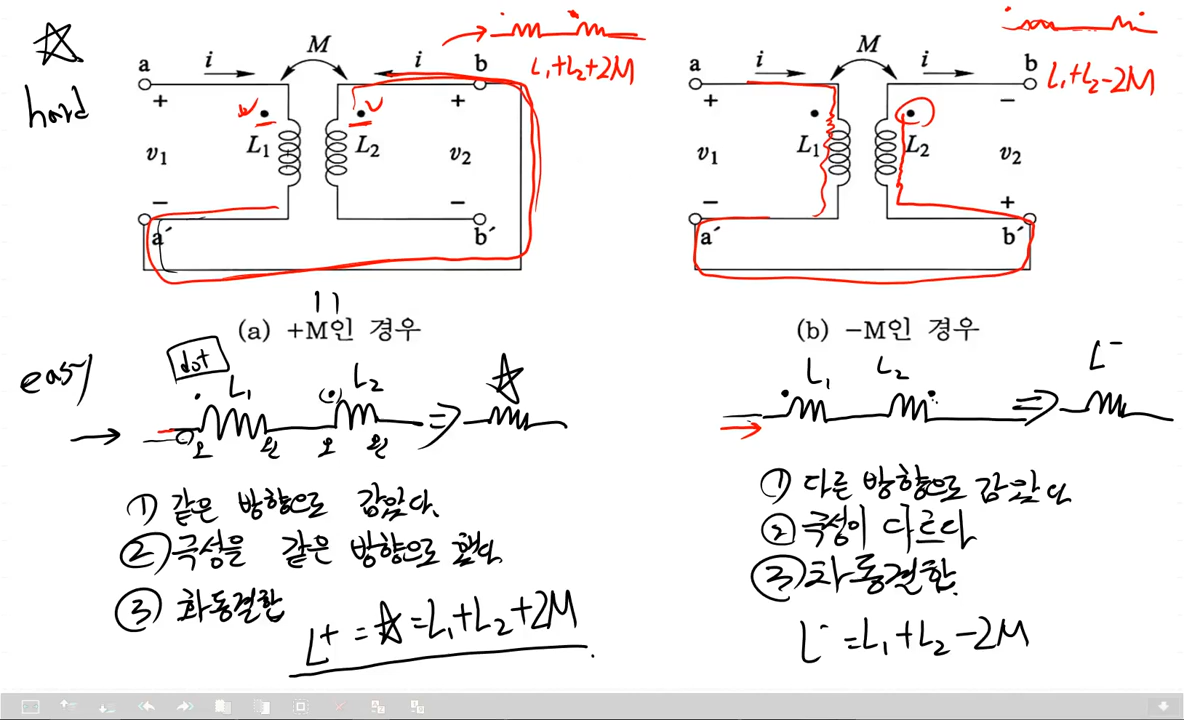 hard
a i M i b
+ +
L₁ L₂
v₁ v₂
− −
a´ b´
L₁+L₂+2M
(a) +M인 경우
a i M i b
+ −
L₁ L₂
v₁ v₂
− +
a´ b´
L₁+L₂−2M
(b) −M인 경우
easy
dot
L₁ L₂
오 왼 오 왼
① 같은 방향으로 감았다.
② 극성을 같은 방향으로 했다.
③ 화동결합
L⁺ = ☆ = L₁+L₂+2M
L₁ L₂ L⁻
① 다른 방향으로 감았다
② 극성이 다르다
③ 차동결합.
L⁻ = L₁+L₂−2M